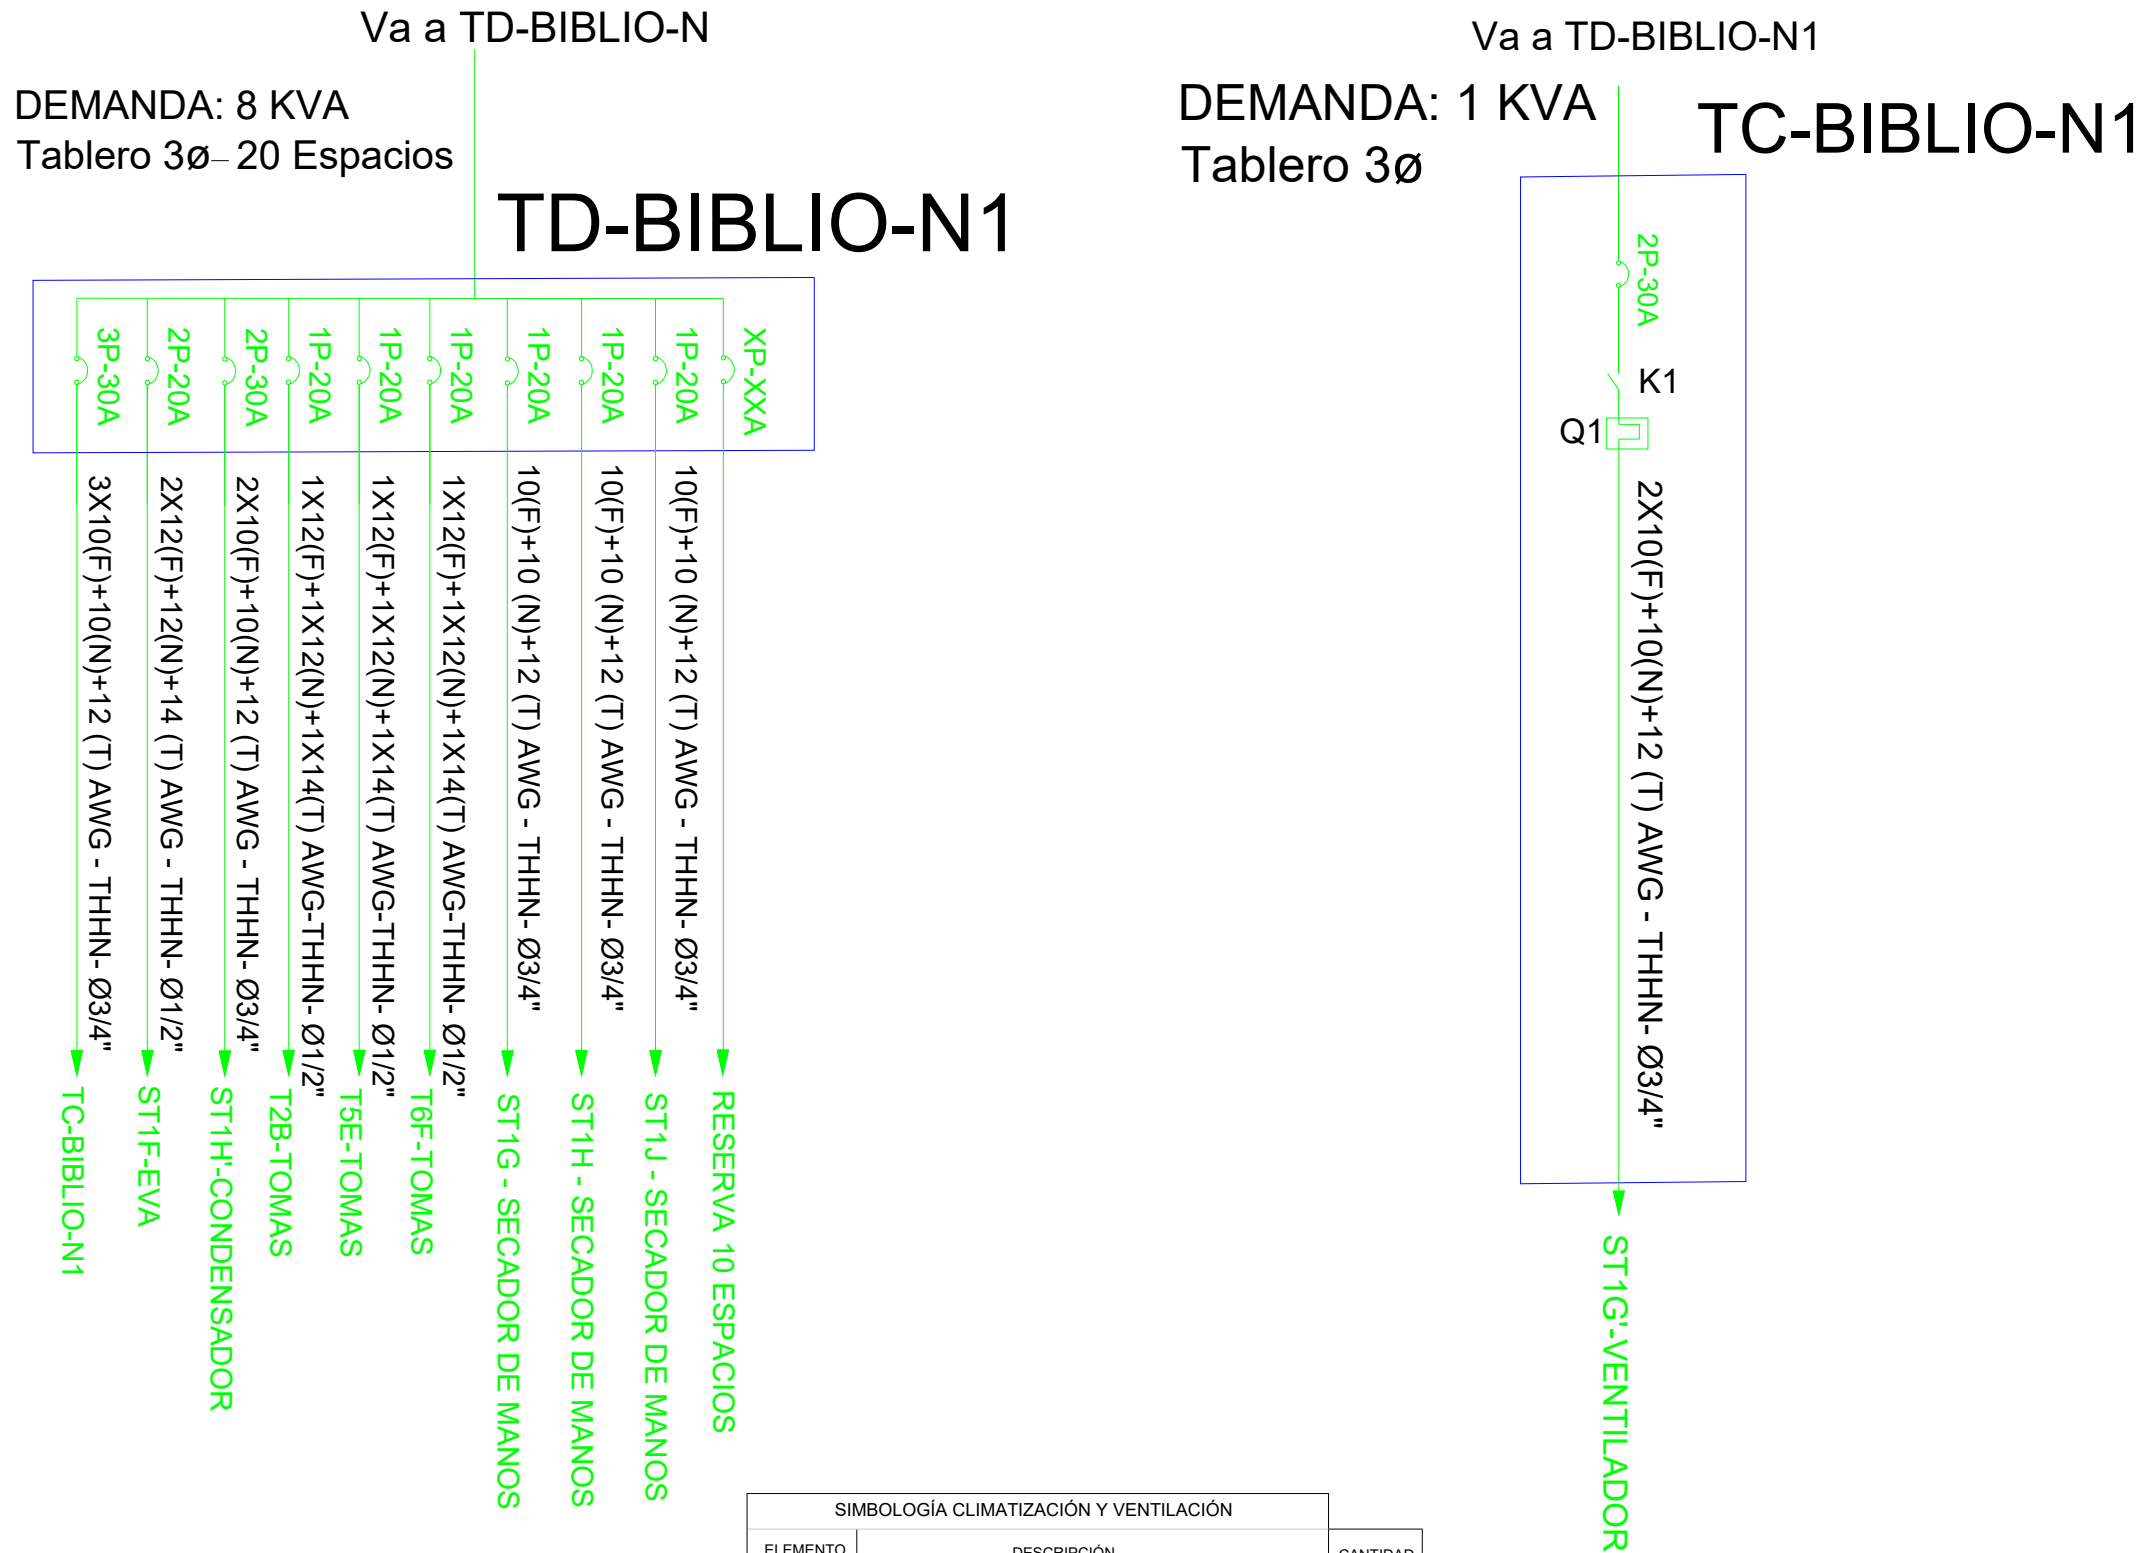 Va a TD-BIBLIO-N
DEMANDA: 8 KVA
Tablero 3ø– 20 Espacios
TD-BIBLIO-N1
3P-30A
2P-20A
2P-30A
1P-20A
1P-20A
1P-20A
1P-20A
1P-20A
1P-20A
XP-XXA
3X10(F)+10(N)+12 (T) AWG - THHN- Ø3/4"
2X12(F)+12(N)+14 (T) AWG - THHN- Ø1/2"
2X10(F)+10(N)+12 (T) AWG - THHN- Ø3/4"
1X12(F)+1X12(N)+1X14(T) AWG-THHN- Ø1/2"
1X12(F)+1X12(N)+1X14(T) AWG-THHN- Ø1/2"
1X12(F)+1X12(N)+1X14(T) AWG-THHN- Ø1/2"
10(F)+10 (N)+12 (T) AWG - THHN- Ø3/4"
10(F)+10 (N)+12 (T) AWG - THHN- Ø3/4"
10(F)+10 (N)+12 (T) AWG - THHN- Ø3/4"
TC-BIBLIO-N1
ST1F-EVA
ST1H'-CONDENSADOR
T2B-TOMAS
T5E-TOMAS
T6F-TOMAS
ST1G - SECADOR DE MANOS
ST1H - SECADOR DE MANOS
ST1J - SECADOR DE MANOS
RESERVA 10 ESPACIOS
Va a TD-BIBLIO-N1
DEMANDA: 1 KVA
Tablero 3ø
TC-BIBLIO-N1
2P-30A
K1
Q1
2X10(F)+10(N)+12 (T) AWG - THHN- Ø3/4"
ST1G'-VENTILADOR
SIMBOLOGÍA CLIMATIZACIÓN Y VENTILACIÓN
ELEMENTO DESCRIPCIÓN CANTIDAD